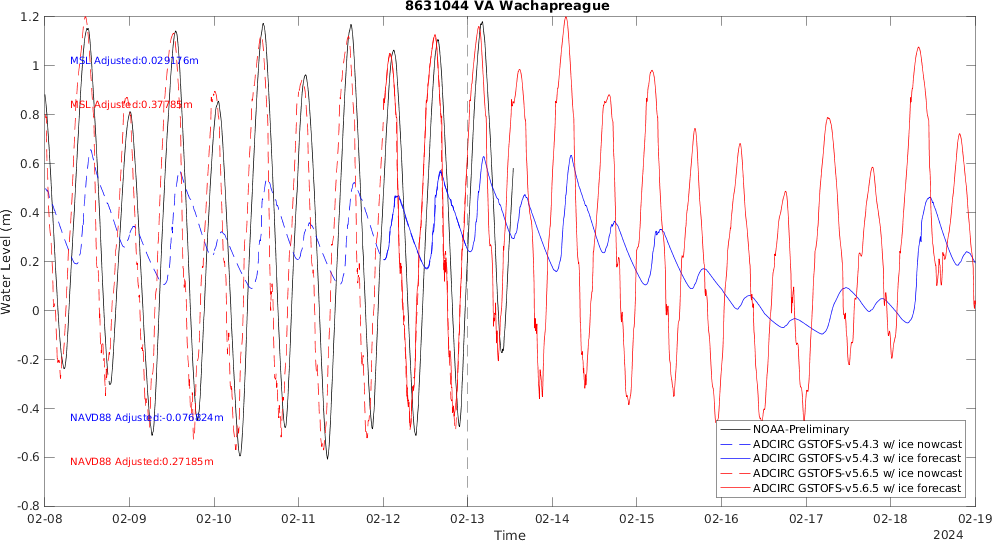 8631044 VA Wachapreague
1.2
1
0.8
0.6
0.4
0.2
0
-0.2
-0.4
-0.6
-0.8
Water Level (m)
MSL Adjusted:0.029176m
MSL Adjusted:0.37785m
NAVD88 Adjusted:-0.076824m
NAVD88 Adjusted:0.27185m
NOAA-Preliminary
ADCIRC GSTOFS-v5.4.3 w/ ice nowcast
ADCIRC GSTOFS-v5.4.3 w/ ice forecast
ADCIRC GSTOFS-v5.6.5 w/ ice nowcast
ADCIRC GSTOFS-v5.6.5 w/ ice forecast
02-08 02-09 02-10 02-11 02-12 02-13 02-14 02-15 02-16 02-17 02-18 02-19
Time
2024